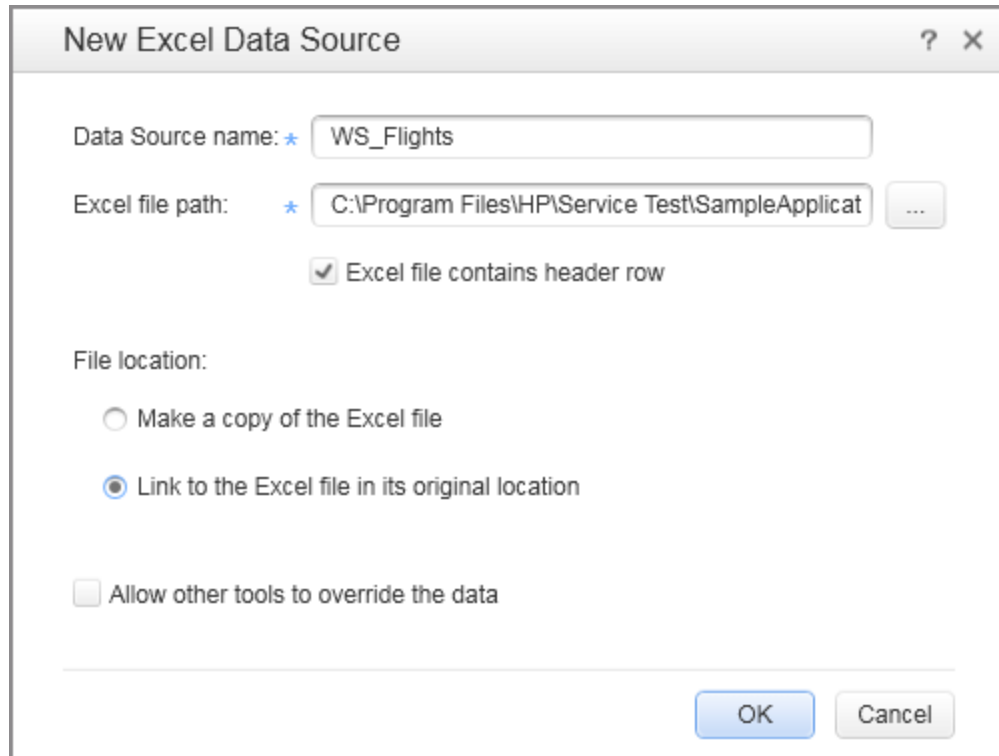 New Excel Data Source ? ×
Data Source name: * WS_Flights
Excel file path: * C:\Program Files\HP\Service Test\SampleApplicat ...
Excel file contains header row
File location:
Make a copy of the Excel file
Link to the Excel file in its original location
Allow other tools to override the data
OK Cancel